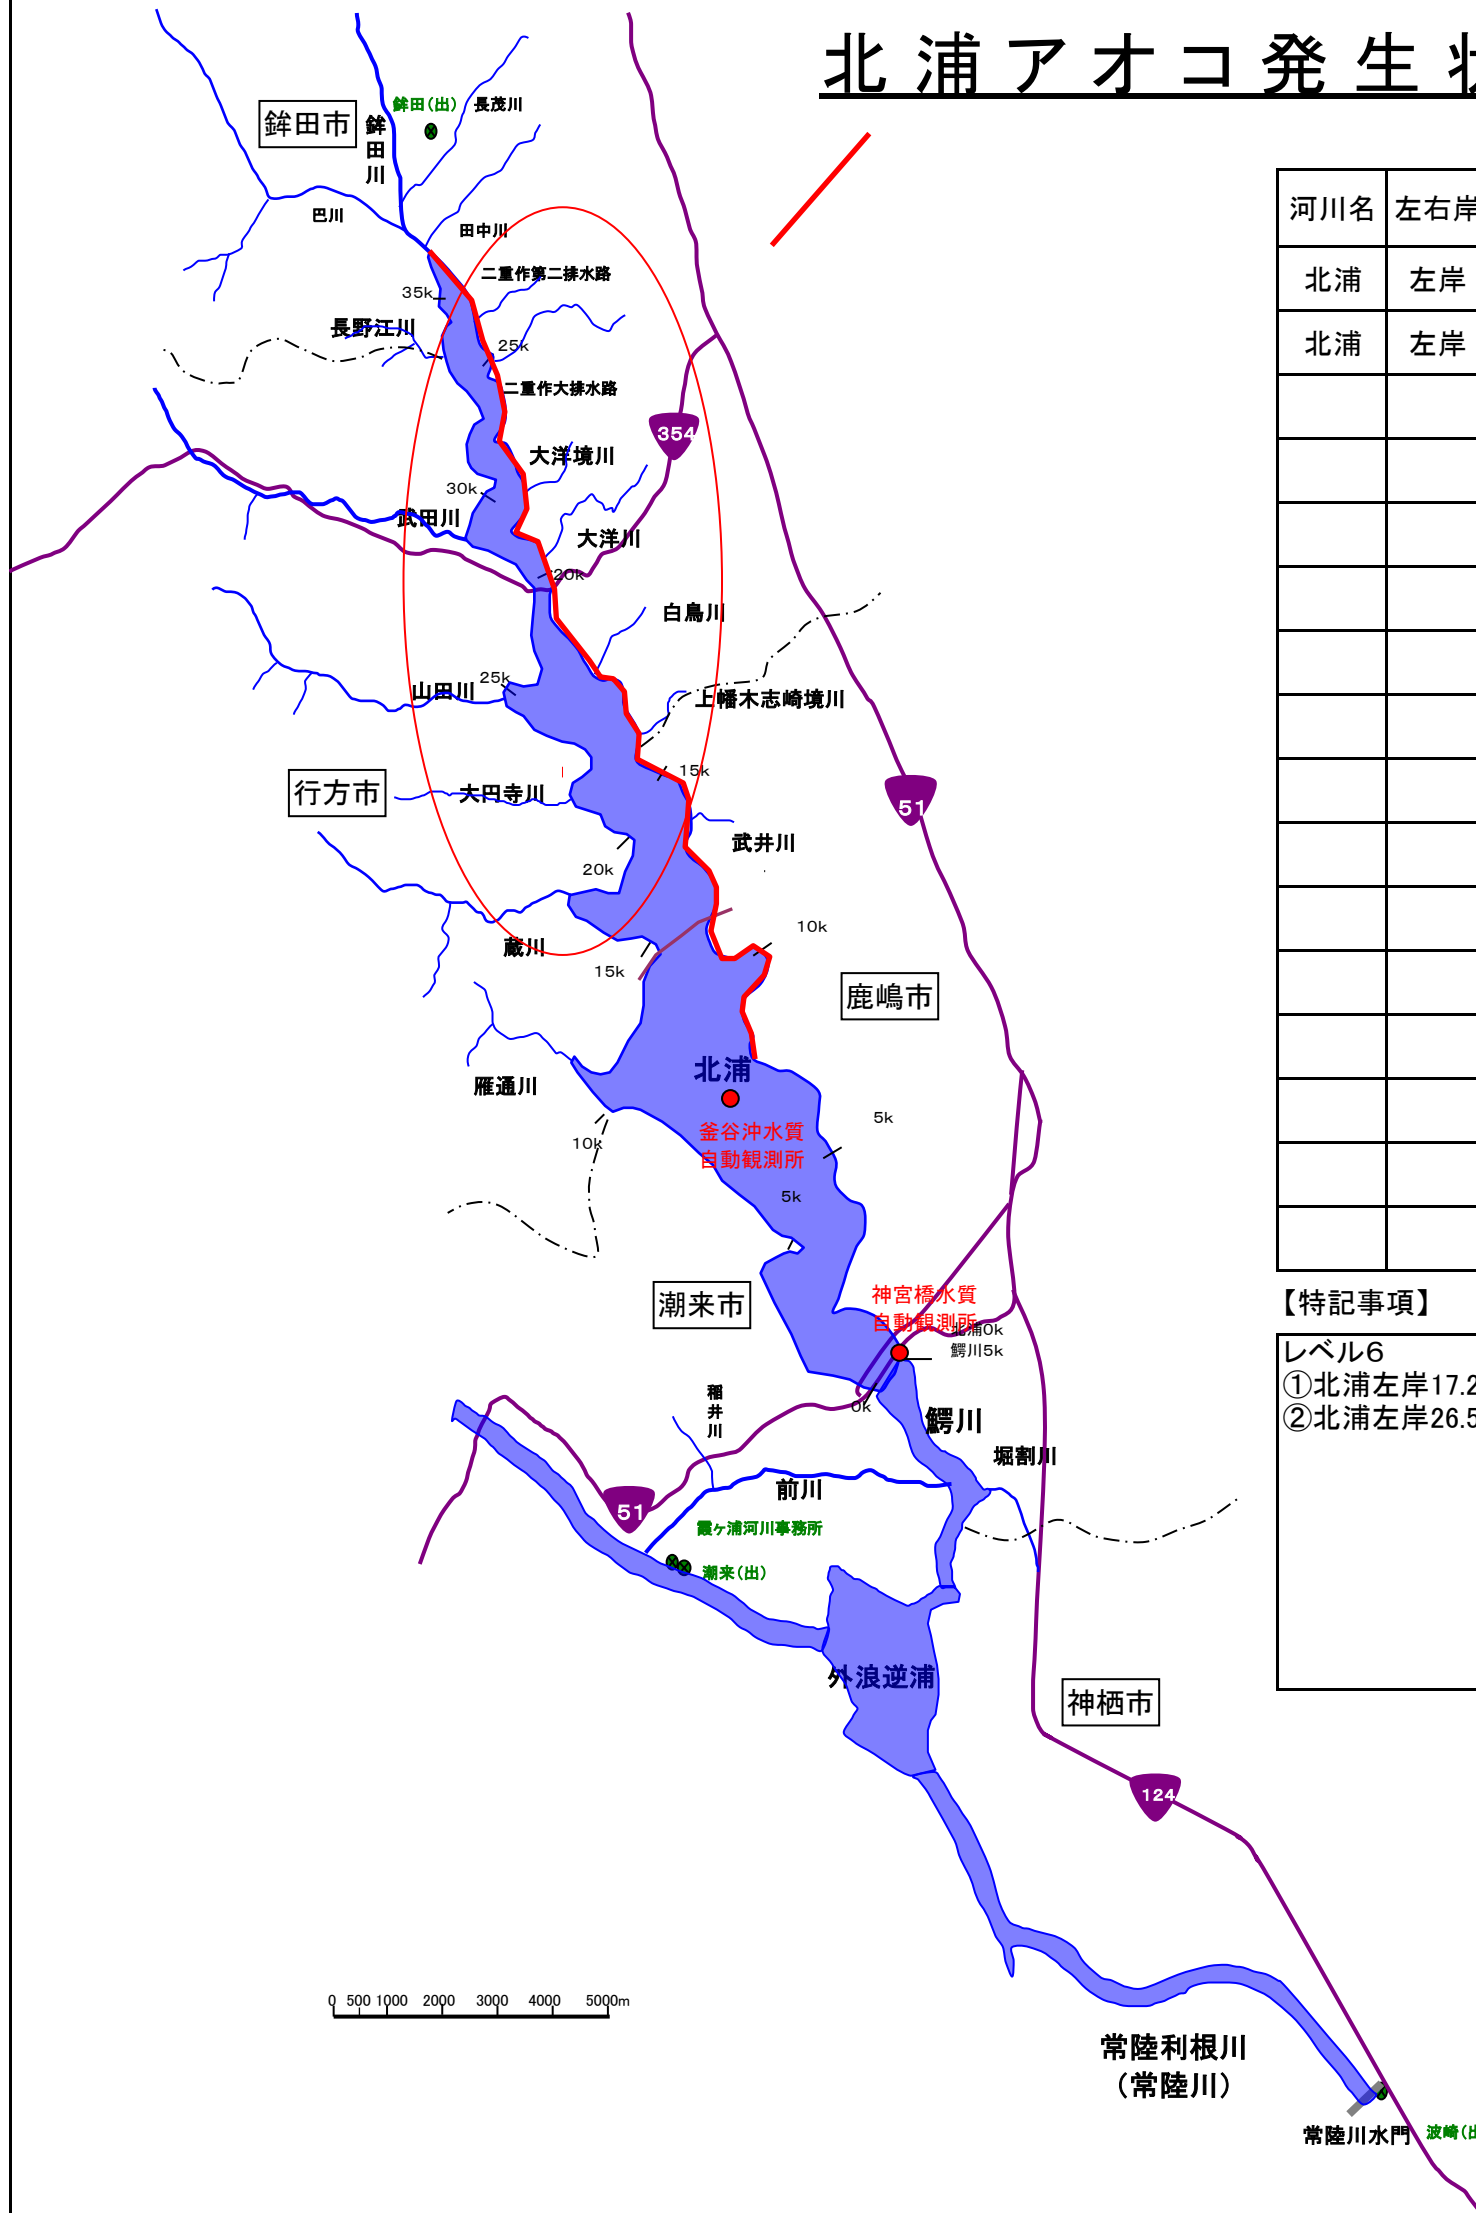 北浦アオコ発生
鉾田市
鉾田川
鉾田(出)
長茂川
巴川
田中川
二重作第二排水路
35k
長野江川
25k
二重作大排水路
354
大洋境川
30k
武田川
大洋川
20k
白鳥川
25k
山田川
上幡木志崎境川
15k
行方市
大円寺川
51
武井川
20k
10k
蔵川
15k
鹿嶋市
北浦
雁通川
釜谷沖水質
自動観測所
5k
10k
5k
潮来市
神宮橋水質
自動観測所
北浦0k
鰐川5k
稲井川
0k
鰐川
堀割川
前川
51
霞ヶ浦河川事務所
潮来(出)
外浪逆浦
神栖市
124
0 500 1000 2000 3000 4000 5000m
常陸利根川
(常陸川)
常陸川水門
波崎(出
河川名 左右岸
北浦 左岸
北浦 左岸
【特記事項】
レベル6
①北浦左岸17.2
②北浦左岸26.5